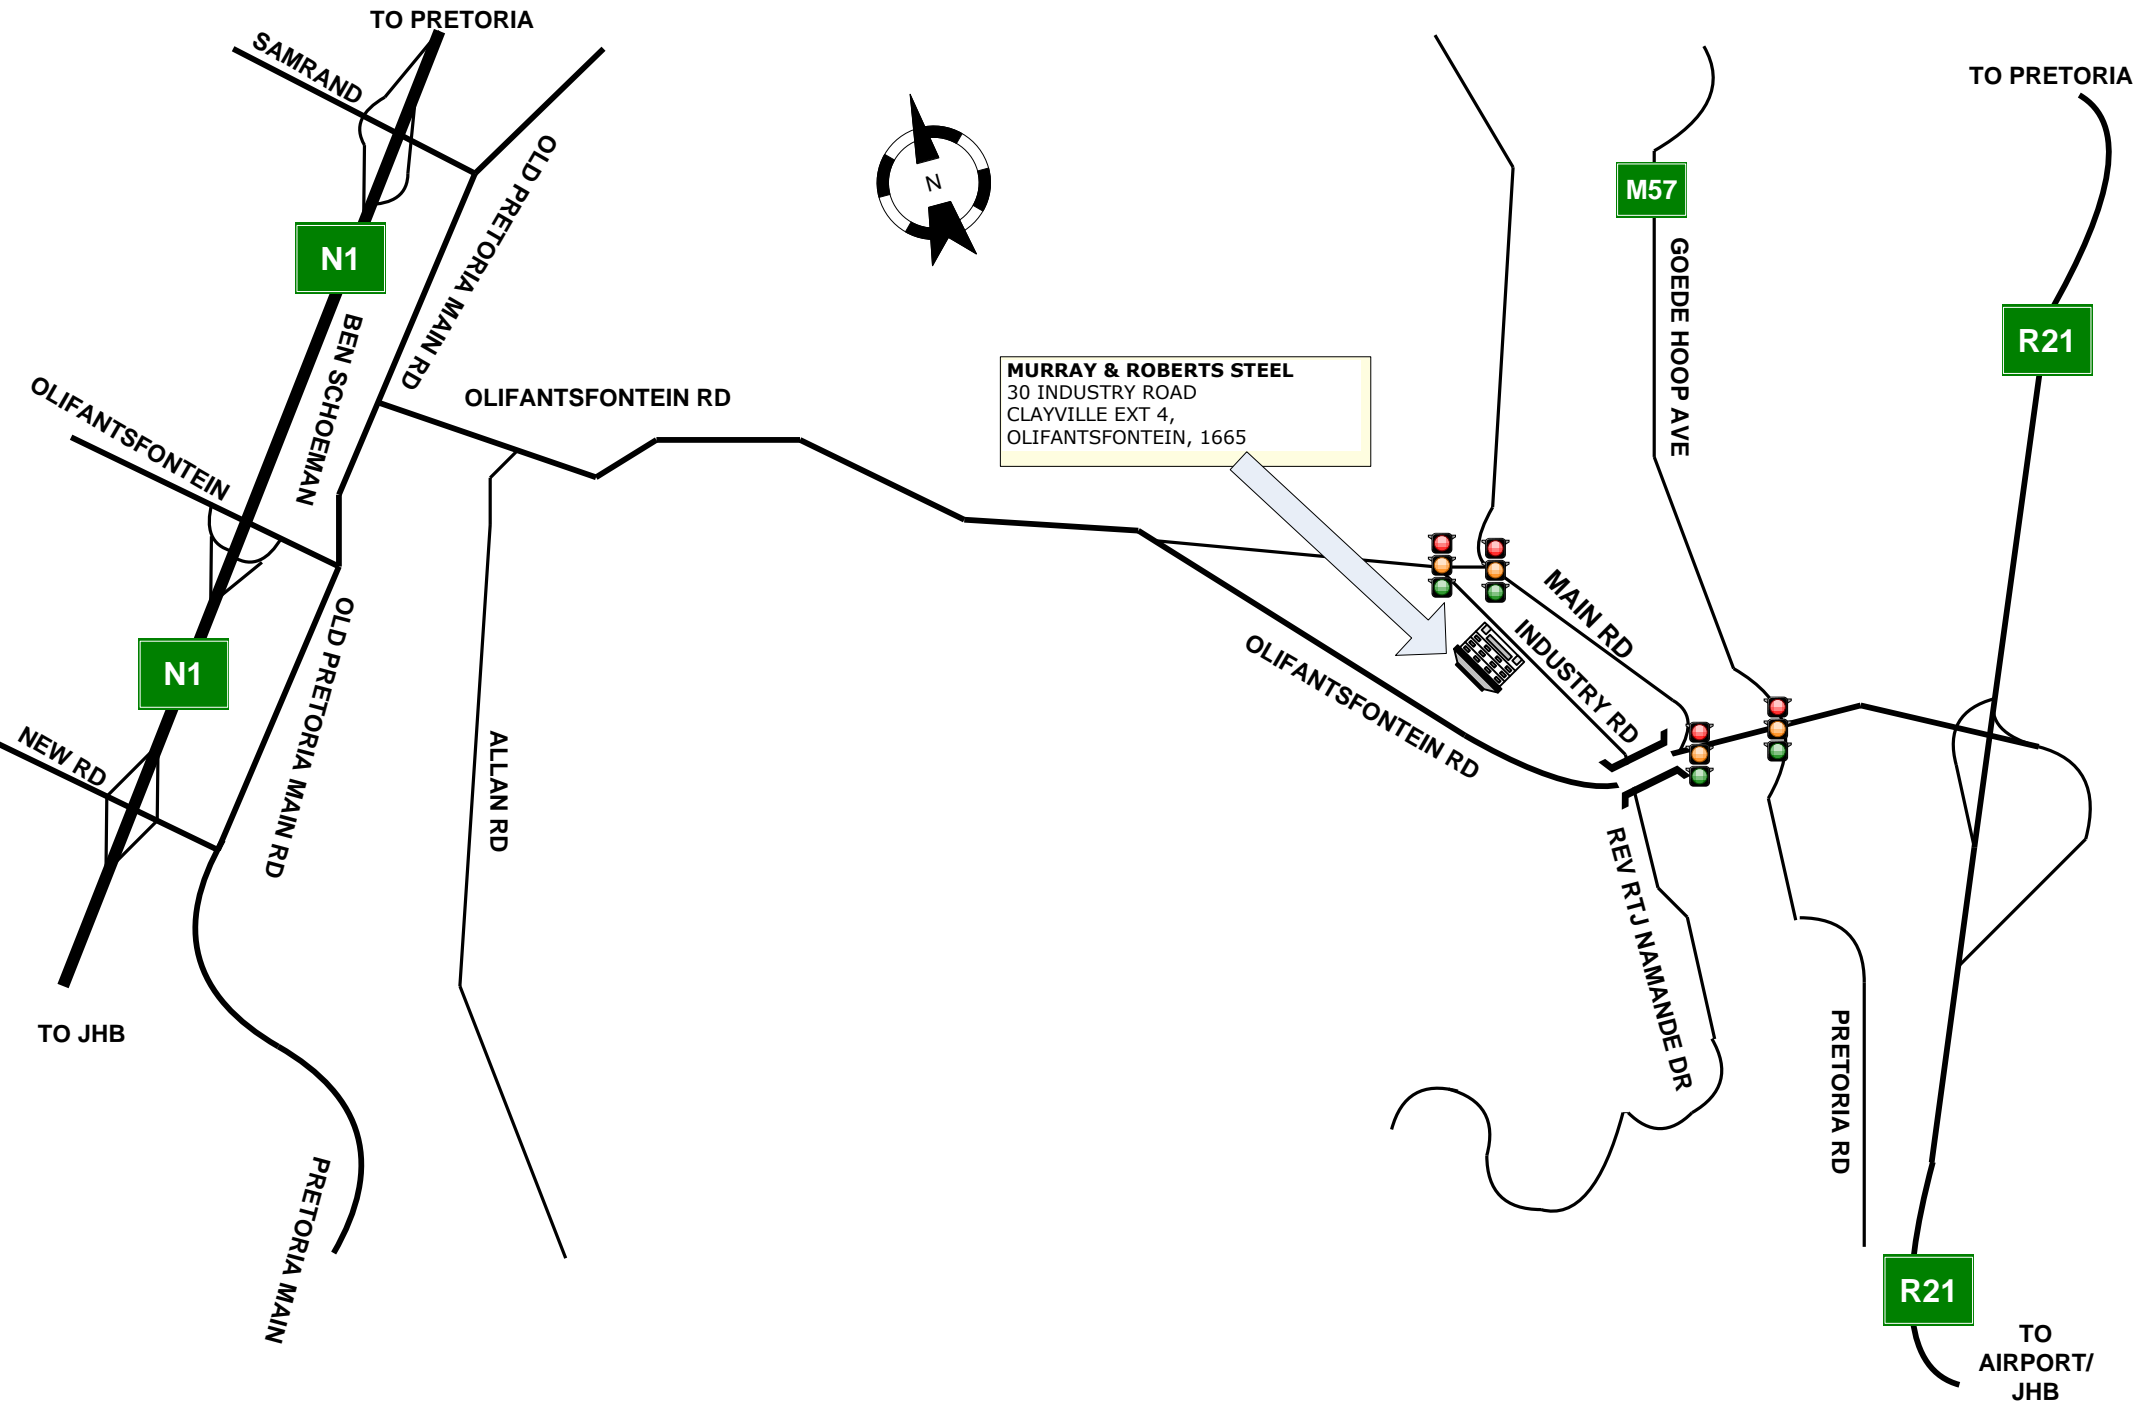 TO PRETORIA
SAMRAND
TO PRETORIA
OLD PRETORIA MAIN RD
N
M57
N1
GOEDE HOOP AVE
R21
BEN SCHOEMAN
OLIFANTSFONTEIN
OLIFANTSFONTEIN RD
MURRAY & ROBERTS STEEL
30 INDUSTRY ROAD
CLAYVILLE EXT 4,
OLIFANTSFONTEIN, 1665
MAIN RD
INDUSTRY RD
OLIFANTSFONTEIN RD
OLD PRETORIA MAIN RD
N1
NEW RD
ALLAN RD
REV RTJ NAMANDE DR
TO JHB
PRETORIA RD
PRETORIA MAIN
R21
TO
AIRPORT/
JHB